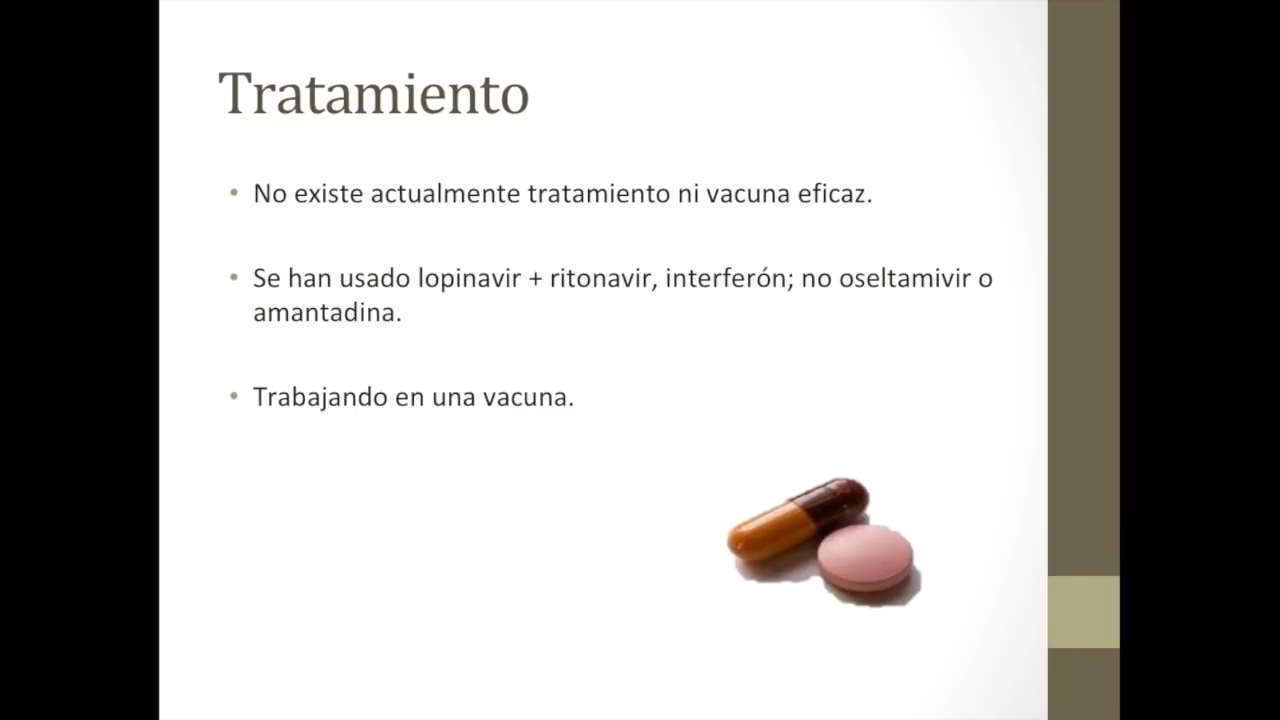 Tratamiento
• No existe actualmente tratamiento ni vacuna eficaz.
• Se han usado lopinavir + ritonavir, interferón; no oseltamivir o
amantadina.
• Trabajando en una vacuna.